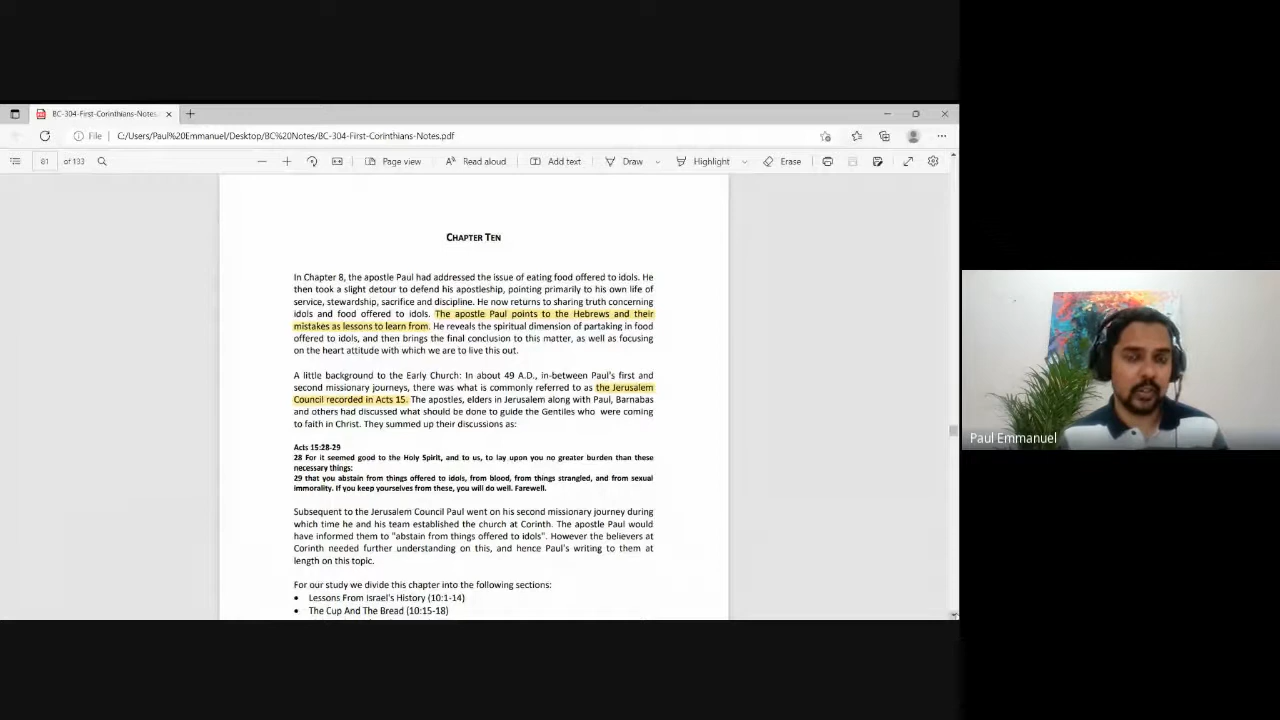 BC-304-First-Corinthians-Notes.
File
C:/Users/Paul%20Emmanuel/Desktop/BC%20Notes/BC-304-First-Corinthians-Notes.pdf
81 of 133
Page view
Read aloud
Add text
Draw
Highlight
Erase
CHAPTER TEN
In Chapter 8, the apostle Paul had addressed the issue of eating food offered to idols. He
then took a slight detour to defend his apostleship, pointing primarily to his own life of
service, stewardship, sacrifice and discipline. He now returns to sharing truth concerning
idols and food offered to idols. The apostle Paul points to the Hebrews and their
mistakes as lessons to learn from. He reveals the spiritual dimension of partaking in food
offered to idols, and then brings the final conclusion to this matter, as well as focusing
on the heart attitude with which we are to live this out.
A little background to the Early Church: In about 49 A.D., in-between Paul's first and
second missionary journeys, there was what is commonly referred to as the Jerusalem
Council recorded in Acts 15. The apostles, elders in Jerusalem along with Paul, Barnabas
and others had discussed what should be done to guide the Gentiles who were coming
to faith in Christ. They summed up their discussions as:
Acts 15:28-29
28 For it seemed good to the Holy Spirit, and to us, to lay upon you no greater burden than these
necessary things:
29 that you abstain from things offered to idols, from blood, from things strangled, and from sexual
immorality. If you keep yourselves from these, you will do well. Farewell.
Subsequent to the Jerusalem Council Paul went on his second missionary journey during
which time he and his team established the church at Corinth. The apostle Paul would
have informed them to "abstain from things offered to idols". However the believers at
Corinth needed further understanding on this, and hence Paul's writing to them at
length on this topic.
For our study we divide this chapter into the following sections:
• Lessons From Israel's History (10:1-14)
• The Cup And The Bread (10:15-18)
Paul Emmanuel